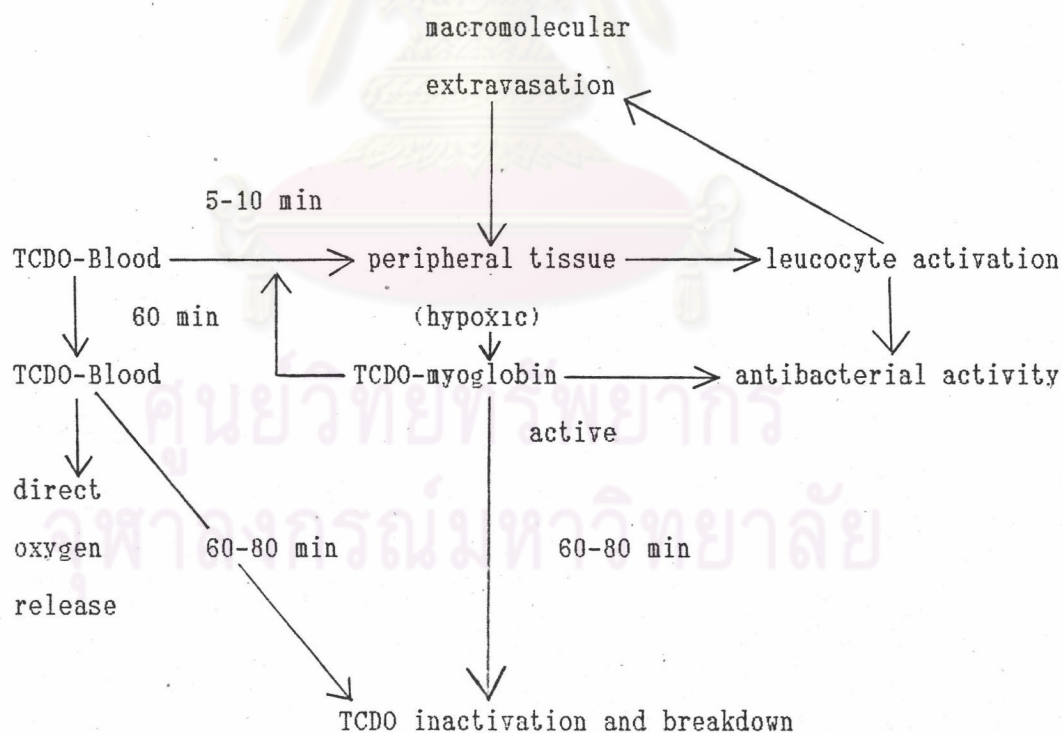 macromolecular
extravasation
5-10 min
TCDO-Blood peripheral tissue leucocyte activation
60 min (hypoxic)
TCDO-Blood TCDO-myoglobin antibacterial activity
ศูนย์วิทยทรัพยากร
active
direct
จุฬาลงกรณ์มหาวิทยาลัย
oxygen 60-80 min 60-80 min
release
TCDO inactivation and breakdown